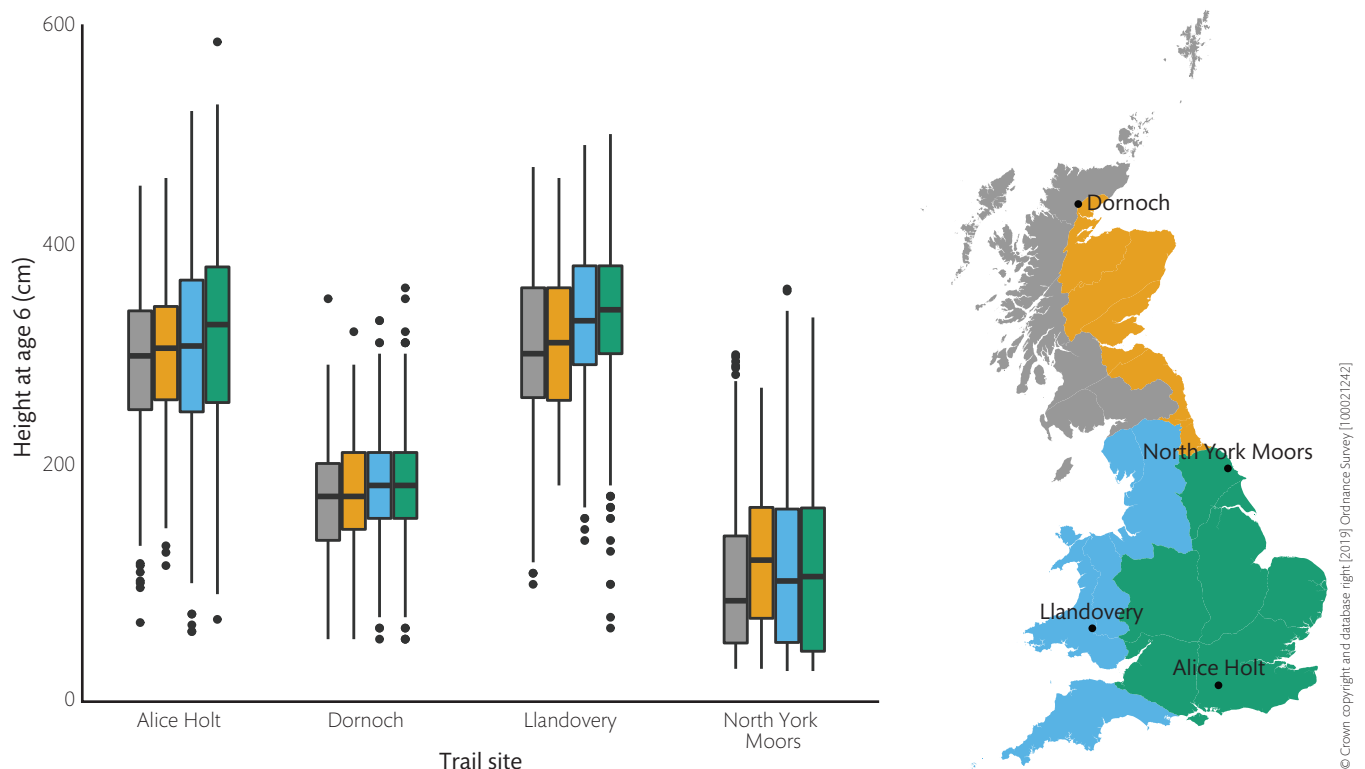 600
400
200
0
Height at age 6 (cm)
Alice Holt
Dornoch
Llandovery
North York
Moors
Trail site
Dornoch
North York Moors
Llandovery
Alice Holt
© Crown copyright and database right [2019] Ordnance Survey [100021242]